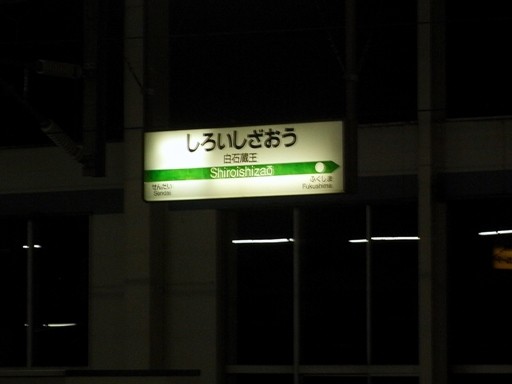 しろいしざおう
白石蔵王
Shiroishizaō
せんだい ふくしま
Sendai Fukushima